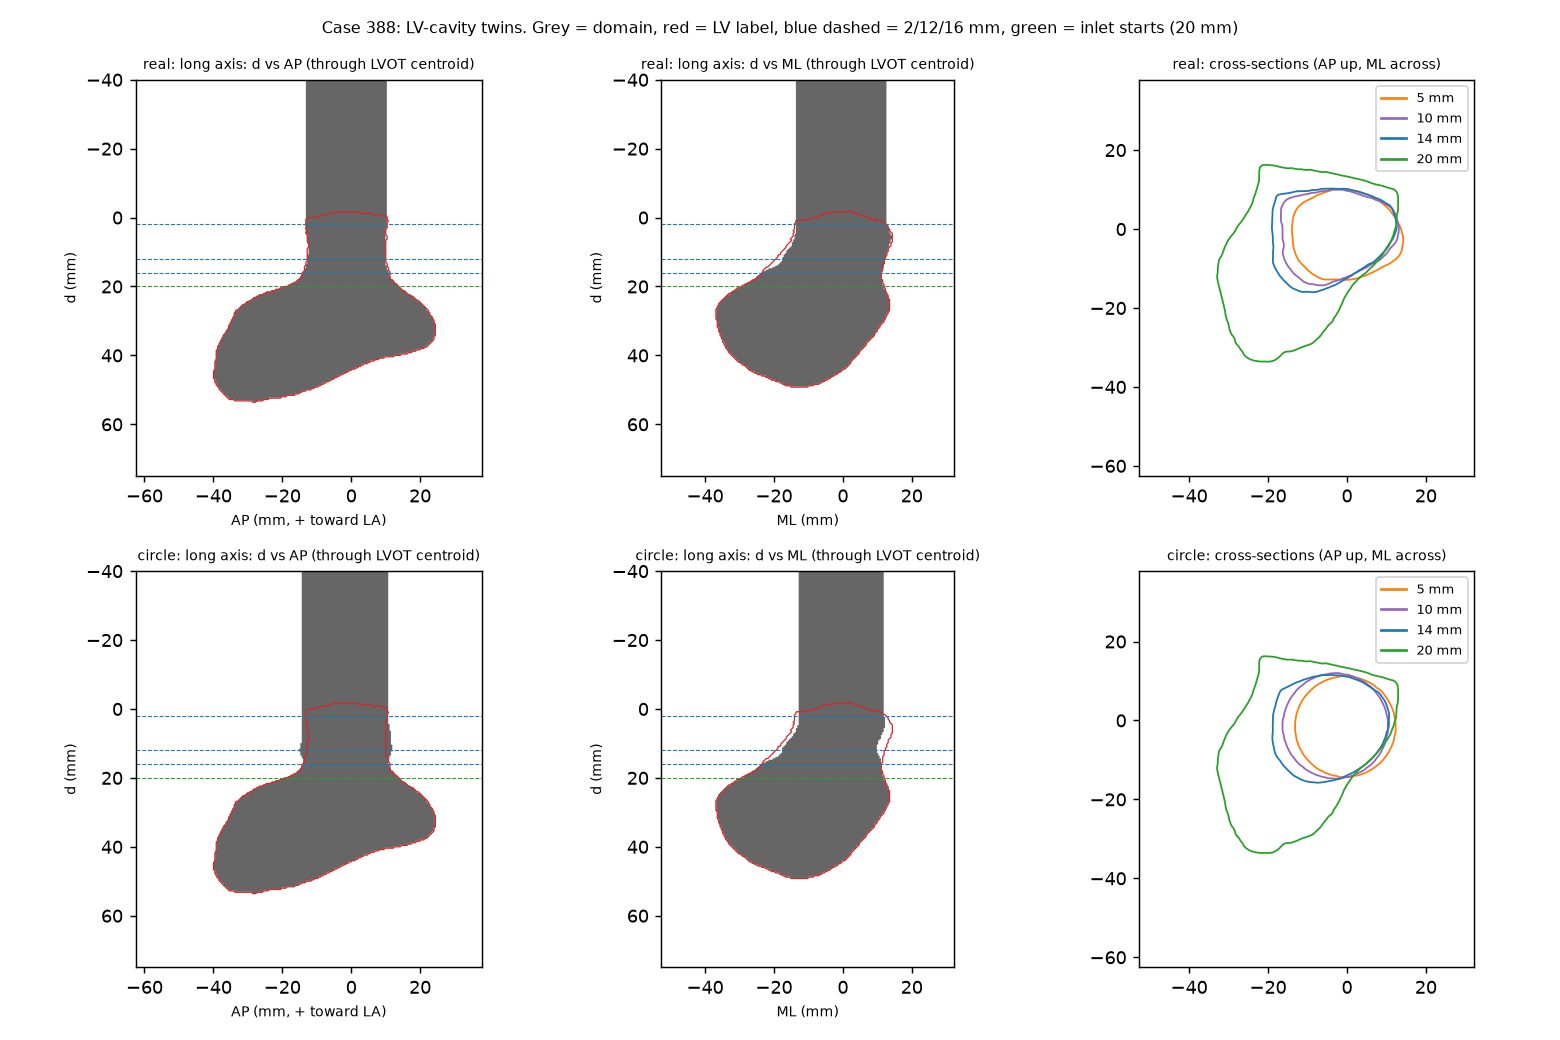 Case 388: LV-cavity twins. Grey = domain, red = LV label, blue dashed = 2/12/16 mm, green = inlet starts (20 mm)
real: long axis: d vs AP (through LVOT centroid)
−40
−20
0
20
40
60
d (mm)
−60 −40 −20 0 20
AP (mm, + toward LA)
real: long axis: d vs ML (through LVOT centroid)
−40
−20
0
20
40
60
d (mm)
−40 −20 0 20
ML (mm)
real: cross-sections (AP up, ML across)
5 mm
10 mm
14 mm
20 mm
20
0
−20
−40
−60
−40 −20 0 20
circle: long axis: d vs AP (through LVOT centroid)
−40
−20
0
20
40
60
d (mm)
−60 −40 −20 0 20
AP (mm, + toward LA)
circle: long axis: d vs ML (through LVOT centroid)
−40
−20
0
20
40
60
d (mm)
−40 −20 0 20
ML (mm)
circle: cross-sections (AP up, ML across)
5 mm
10 mm
14 mm
20 mm
20
0
−20
−40
−60
−40 −20 0 20